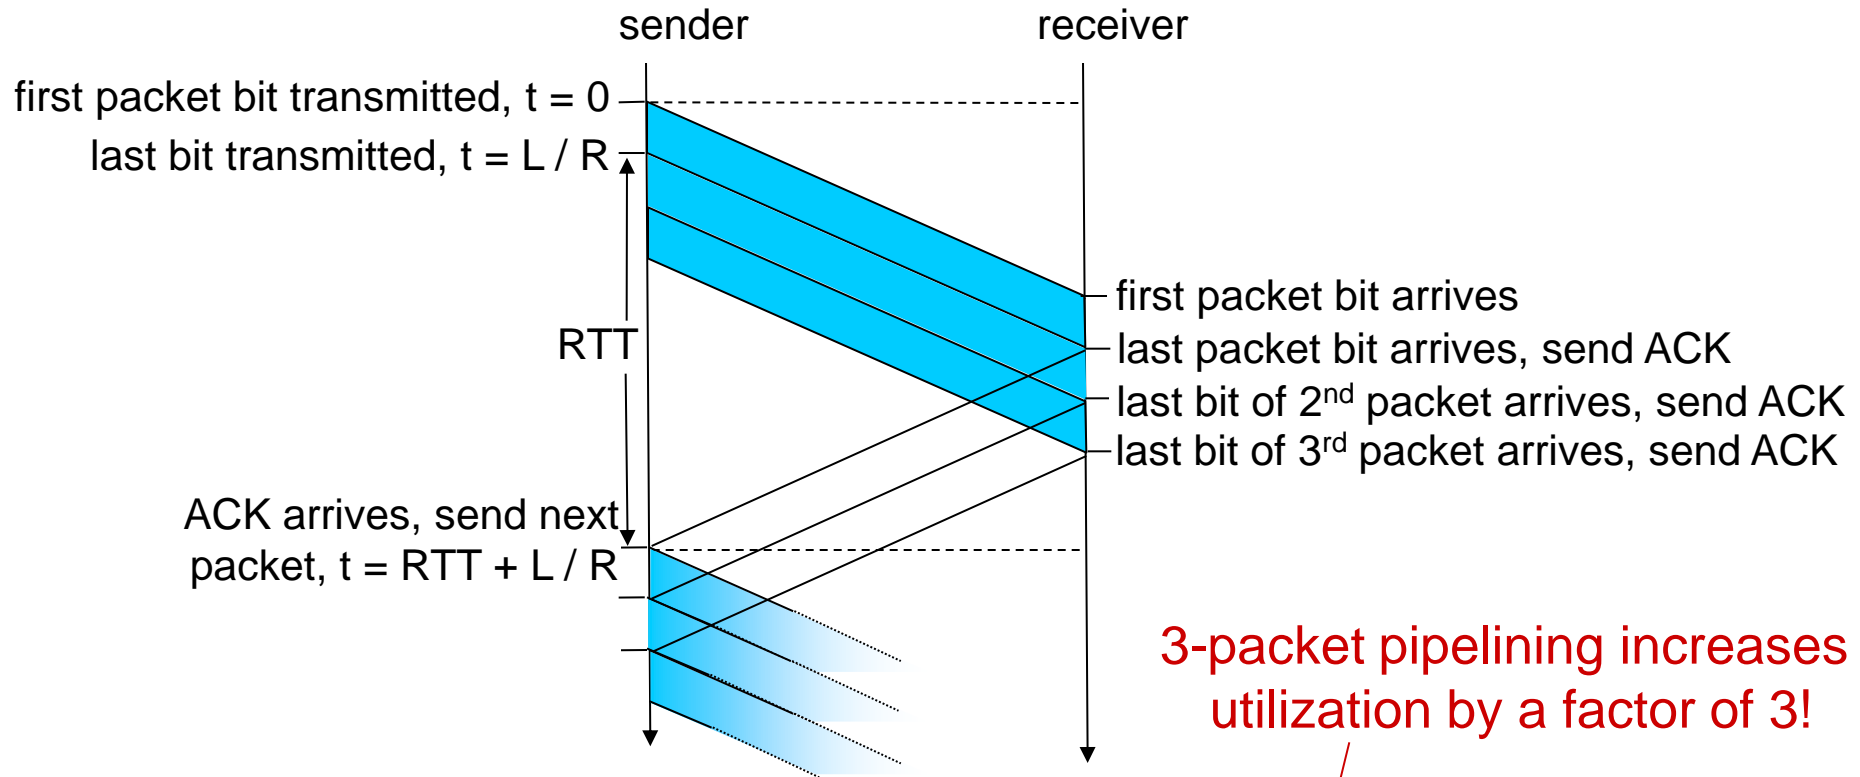 sender
receiver
first packet bit transmitted, t = 0
last bit transmitted, t = L / R
RTT
first packet bit arrives
last packet bit arrives, send ACK
last bit of 2nd packet arrives, send ACK
last bit of 3rd packet arrives, send ACK
ACK arrives, send next
packet, t = RTT + L / R
3-packet pipelining increases
utilization by a factor of 3!